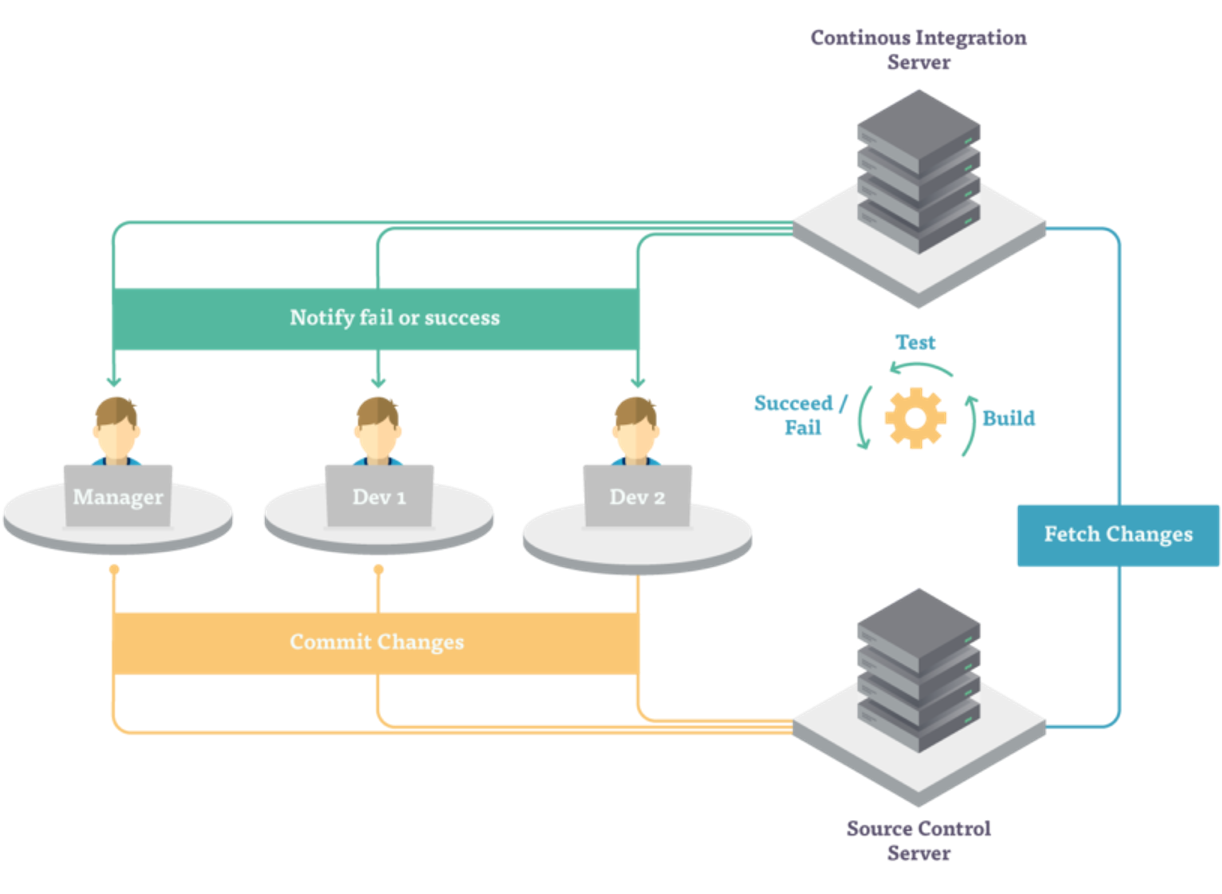 Continous Integration
Server
Notify fail or success
Test
Succeed /
Fail
Build
Manager
Dev 1
Dev 2
Fetch Changes
Commit Changes
Source Control
Server